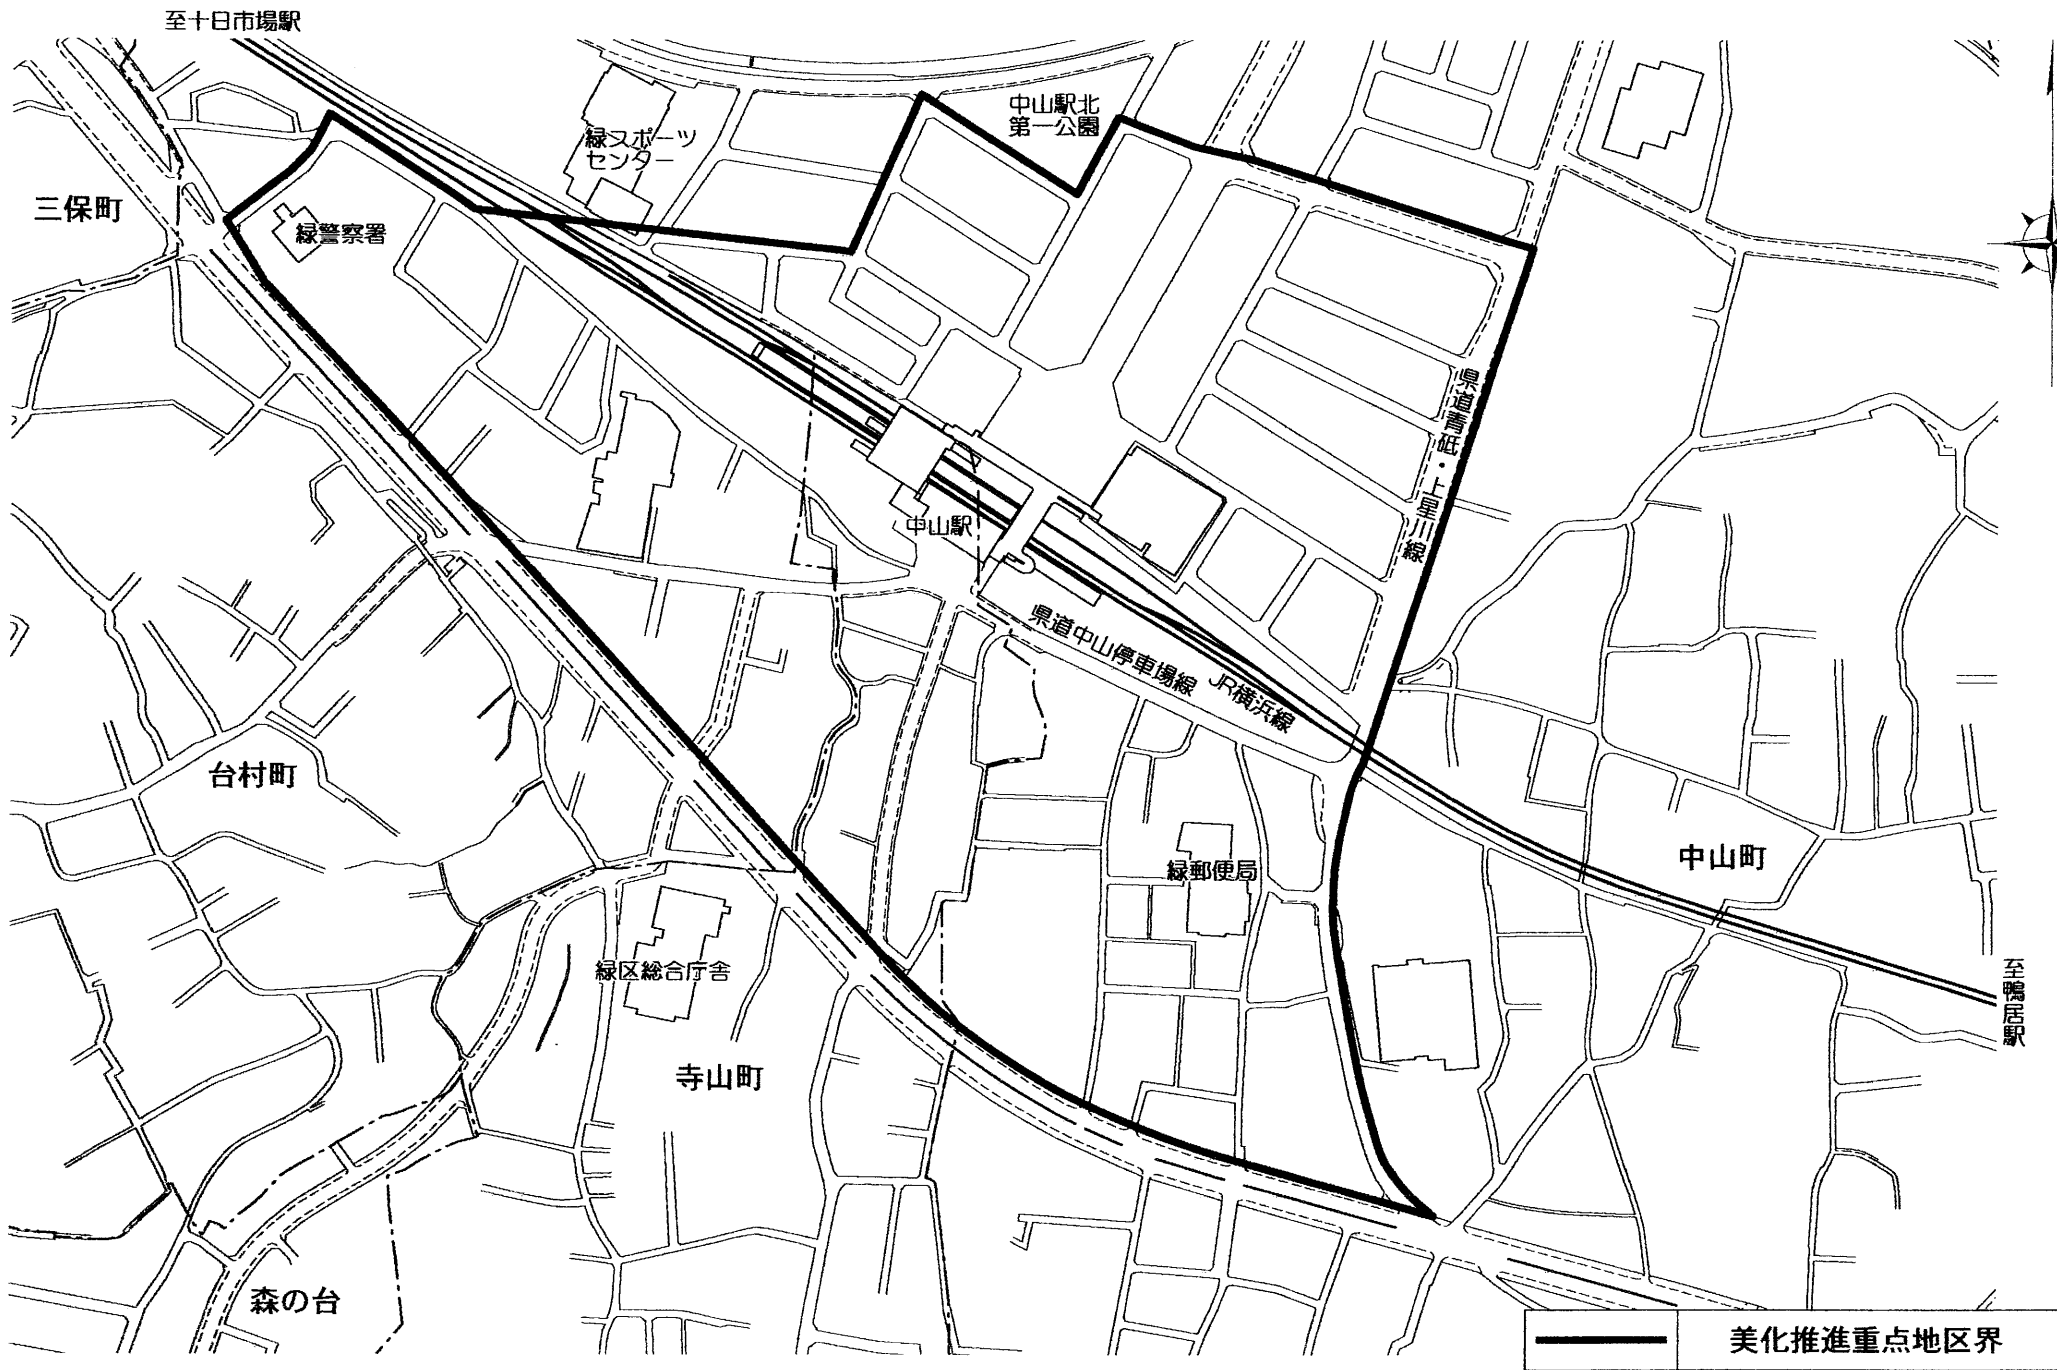 至十日市場駅
中山駅北
第一公園
緑スポーツ
センター
三保町
緑警察署
県道青砥・上星川線
中山駅
県道中山停車場線
JR横浜線
台村町
中山町
緑郵便局
緑区総合庁舎
至鴨居駅
寺山町
森の台
美化推進重点地区界